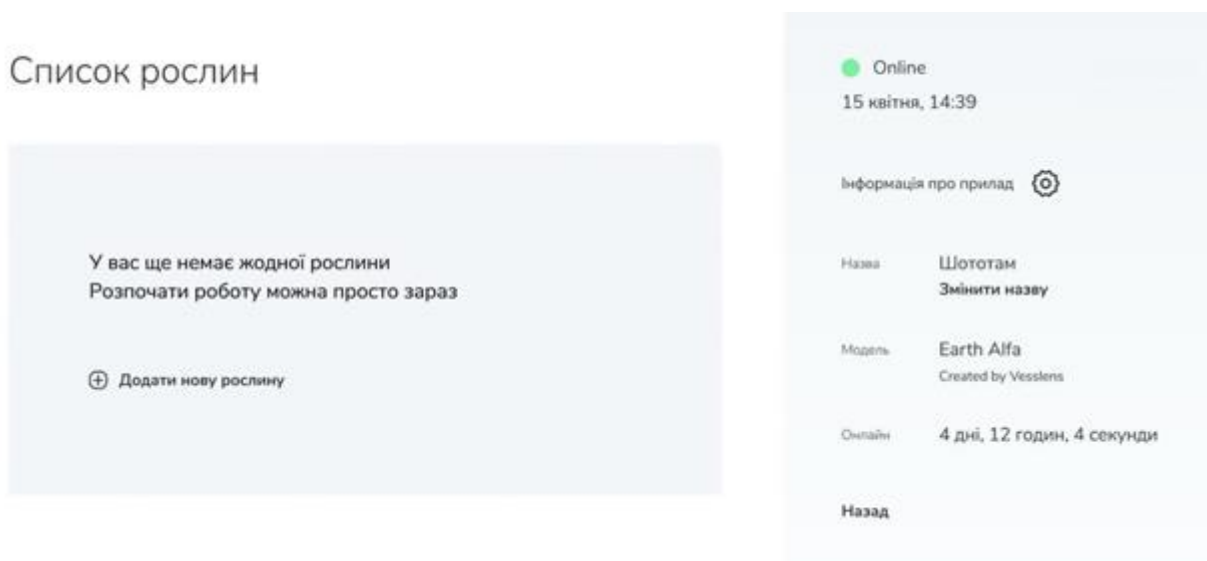 Список рослин
У вас ще немає жодної рослини
Розпочати роботу можна просто зараз
Додати нову рослину
Online
15 квітня, 14:39
Інформація про прилад
Назва Шототам
Змінити назву
Модель Earth Alfa
Created by Vesslens
Онлайн 4 дні, 12 годин, 4 секунди
Назад